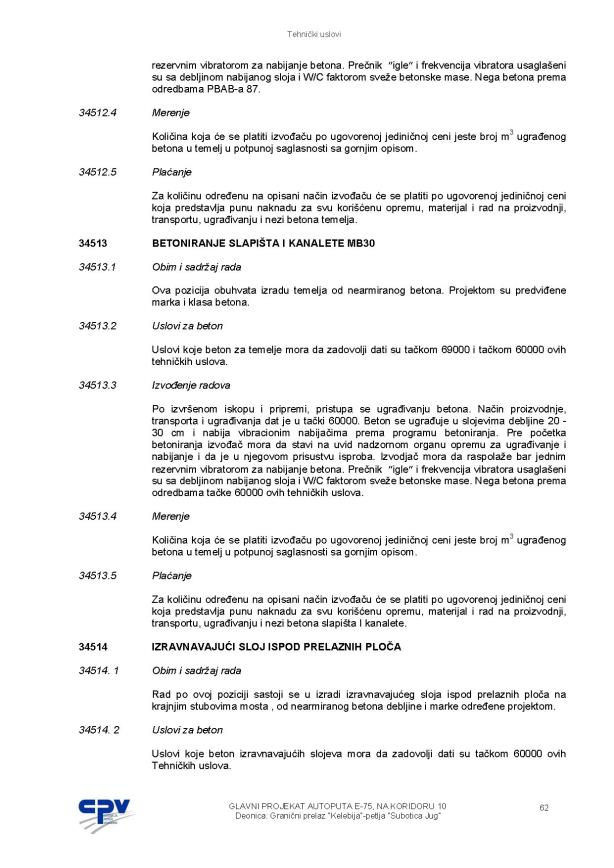 Tehnički uslovi
rezervnim vibratorom za nabijanje betona. Prečnik "igle" i frekvencija vibratora usaglašeni
su sa debljinom nabijanog sloja i W/C faktorom sveže betonske mase. Nega betona prema
odredbama PBAB-a 87.
34512.4 Merenje
Količina koja će se platiti izvođaču po ugovorenoj jediničnoj ceni jeste broj m³ ugrađenog
betona u temelj u potpunoj saglasnosti sa gornjim opisom.
34512.5 Plaćanje
Za količinu određenu na opisani način izvođaču će se platiti po ugovorenoj jediničnoj ceni
koja predstavlja punu naknadu za svu korišćenu opremu, materijal i rad na proizvodnji,
transportu, ugrađivanju i nezi betona temelja.
34513 BETONIRANJE SLAPIŠTA I KANALETE MB30
34513.1 Obim i sadržaj rada
Ova pozicija obuhvata izradu temelja od nearmiranog betona. Projektom su predviđene
marka i klasa betona.
34513.2 Uslovi za beton
Uslovi koje beton za temelje mora da zadovolji dati su tačkom 69000 i tačkom 60000 ovih
tehničkih uslova.
34513.3 Izvođenje radova
Po izvršenom iskopu i pripremi, pristupa se ugrađivanju betona. Način proizvodnje,
transporta i ugrađivanja dat je u tački 60000. Beton se ugrađuje u slojevima debljine 20 -
30 cm i nabija vibracionim nabijačima prema programu betoniranja. Pre početka
betoniranja izvođač mora da stavi na uvid nadzornom organu opremu za ugrađivanje i
nabijanje i da je u njegovom prisustvu isproba. Izvodjač mora da raspolaže bar jednim
rezervnim vibratorom za nabijanje betona. Prečnik "igle" i frekvencija vibratora usaglašeni
su sa debljinom nabijanog sloja i W/C faktorom sveže betonske mase. Nega betona prema
odredbama tačke 60000 ovih tehničkih uslova.
34513.4 Merenje
Količina koja će se platiti izvođaču po ugovorenoj jediničnoj ceni jeste broj m³ ugrađenog
betona u temelj u potpunoj saglasnosti sa gornjim opisom.
34513.5 Plaćanje
Za količinu određenu na opisani način izvođaču će se platiti po ugovorenoj jediničnoj ceni
koja predstavlja punu naknadu za svu korišćenu opremu, materijal i rad na proizvodnji,
transportu, ugrađivanju i nezi betona slapišta I kanalete.
34514 IZRAVNAVAJUĆI SLOJ ISPOD PRELAZNIH PLOČA
34514. 1 Obim i sadržaj rada
Rad po ovoj poziciji sastoji se u izradi izravnavajućeg sloja ispod prelaznih ploča na
krajnjim stubovima mosta , od nearmiranog betona debljine i marke određene projektom.
34514. 2 Uslovi za beton
Uslovi koje beton izravnavajućih slojeva mora da zadovolji dati su tačkom 60000 ovih
Tehničkih uslova.
CPV
GLAVNI PROJEKAT AUTOPUTA E-75, NA KORIDORU 10
Deonica: Granični prelaz "Kelebija"-petlja "Subotica Jug"
62